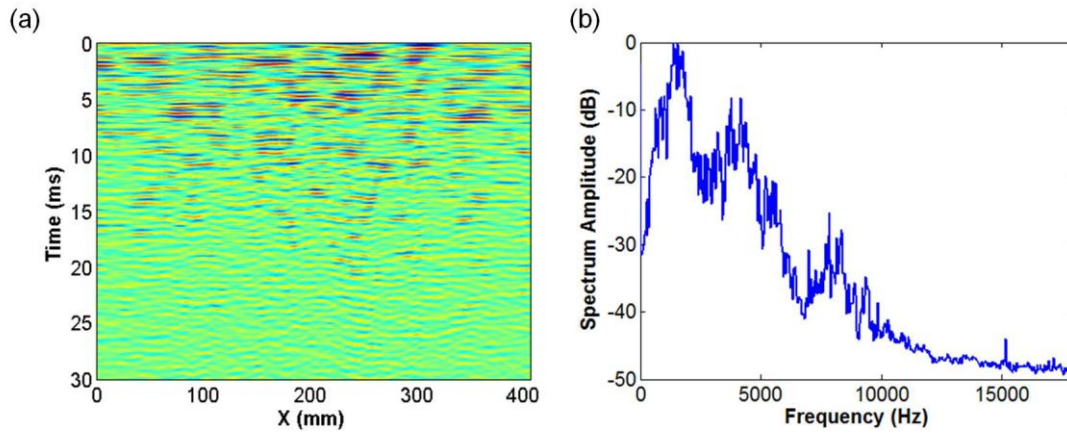 (a)
0
5
10
15
20
25
30
Time (ms)
0 100 200 300 400
X (mm)
(b)
0
-10
-20
-30
-40
-50
Spectrum Amplitude (dB)
0 5000 10000 15000
Frequency (Hz)